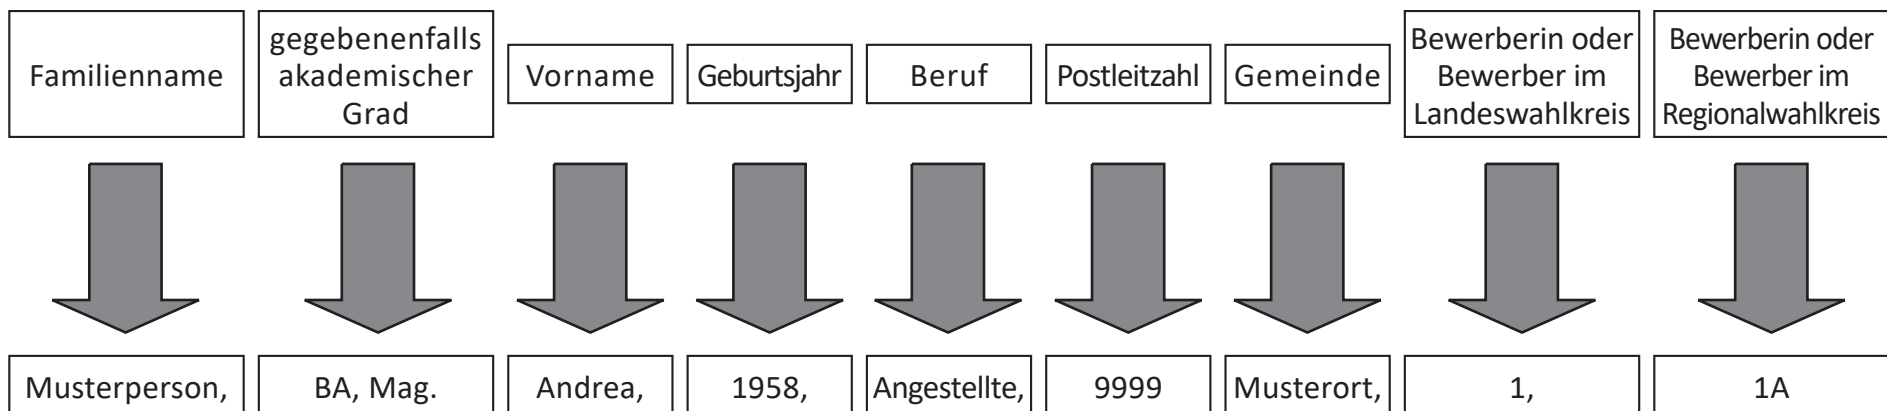 Familienname
gegebenenfalls
akademischer
Grad
Vorname
Geburtsjahr
Beruf
Postleitzahl
Gemeinde
Bewerberin oder
Bewerber im
Landeswahlkreis
Bewerberin oder
Bewerber im
Regionalwahlkreis
Musterperson,
BA, Mag.
Andrea,
1958,
Angestellte,
9999
Musterort,
1,
1A